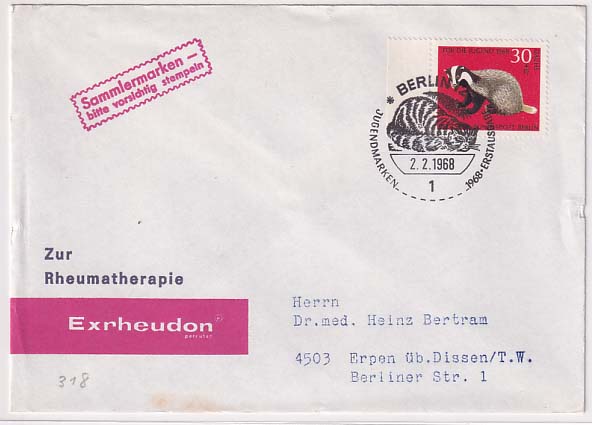 Sammlermarken –
bitte vorsichtig stempeln
FÜR DIE JUGEND 1968
30
BERLIN
JUGENDMARKEN 1968 · ERSTAUSGABE
2.2.1968
1
Zur
Rheumatherapie
Exrheudon
Herrn
Dr.med. Heinz Bertram
4503 Erpen üb.Dissen/T.W.
Berliner Str. 1
318